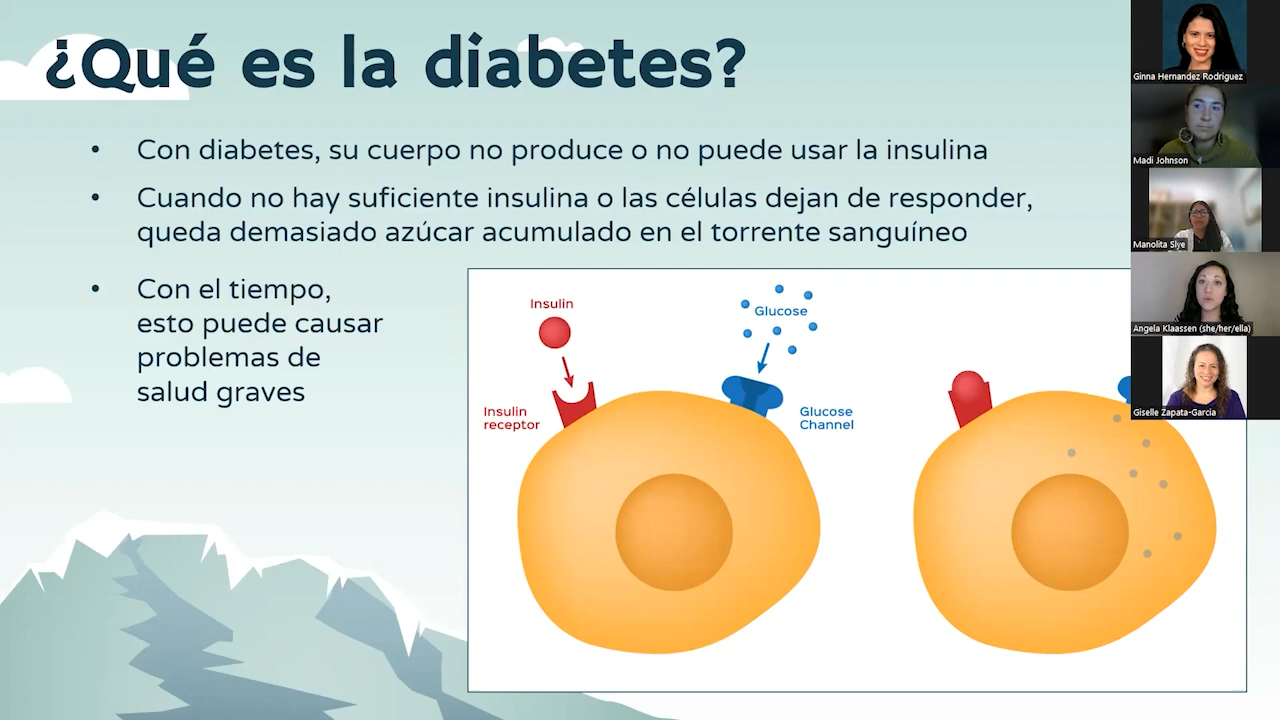 ¿Qué es la diabetes?
• Con diabetes, su cuerpo no produce o no puede usar la insulina
• Cuando no hay suficiente insulina o las células dejan de responder,
queda demasiado azúcar acumulado en el torrente sanguíneo
• Con el tiempo,
esto puede causar
problemas de
salud graves
Insulin
Glucose
Insulin
receptor
Glucose
Channel
Ginna Hernandez Rodriguez
Madi Johnson
Manolita Slye
Angela Klaassen (she/her/ella)
Giselle Zapata-Garcia